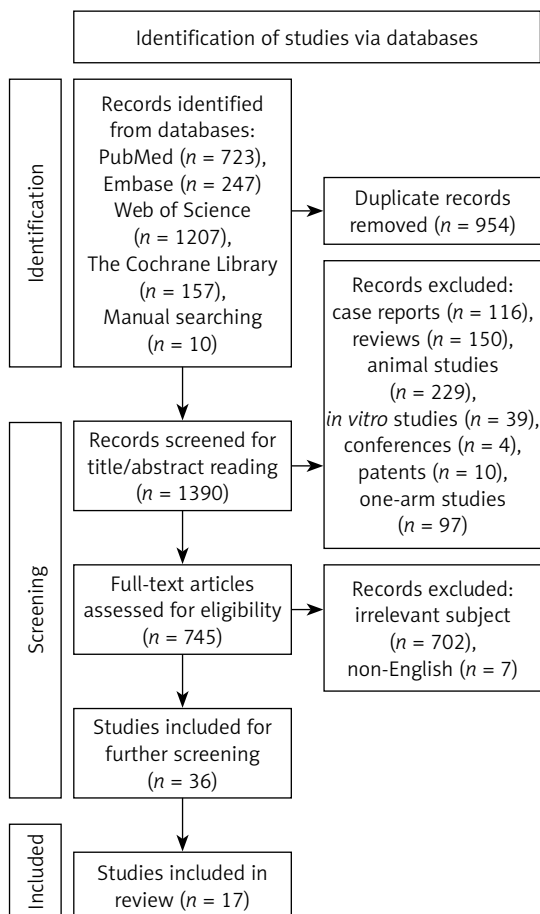 Identification of studies via databases
Identification
Records identified
from databases:
PubMed (n = 723),
Embase (n = 247)
Web of Science
(n = 1207),
The Cochrane Library
(n = 157),
Manual searching
(n = 10)
Duplicate records
removed (n = 954)
Records excluded:
case reports (n = 116),
reviews (n = 150),
animal studies
(n = 229),
in vitro studies (n = 39),
conferences (n = 4),
patents (n = 10),
one-arm studies
(n = 97)
Screening
Records screened for
title/abstract reading
(n = 1390)
Full-text articles
assessed for eligibility
(n = 745)
Records excluded:
irrelevant subject
(n = 702),
non-English (n = 7)
Studies included for
further screening
(n = 36)
Included
Studies included in
review (n = 17)